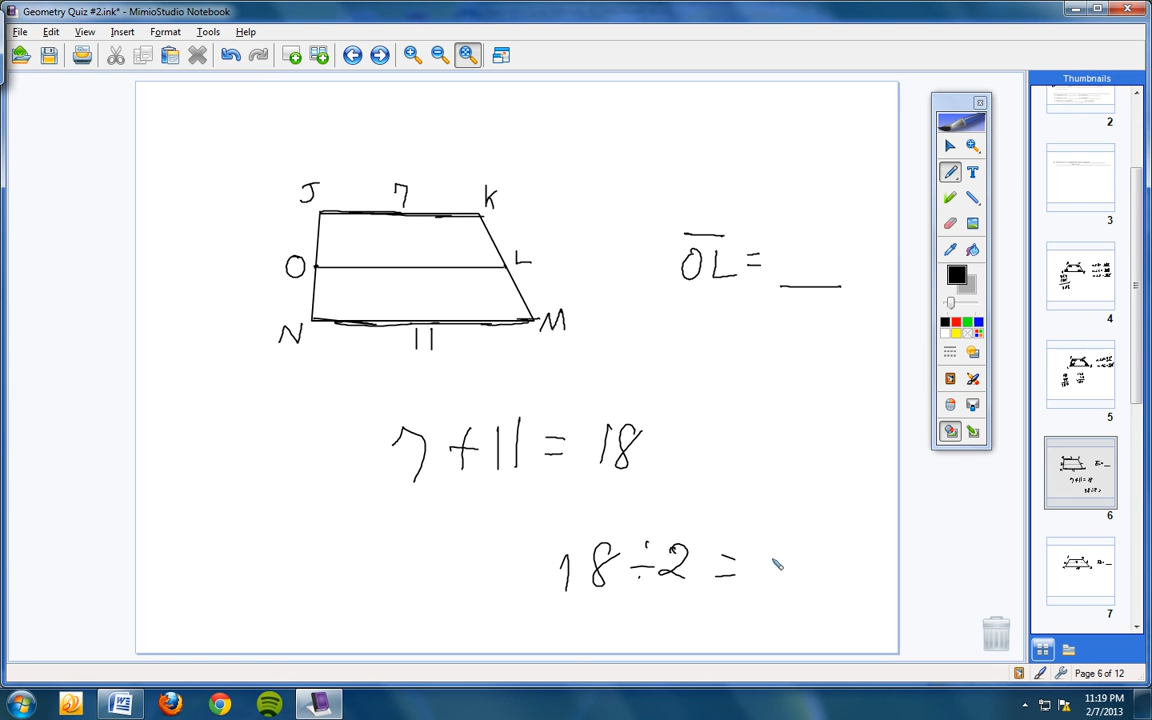 Geometry Quiz #2.ink* - MimioStudio Notebook
File Edit View Insert Format Tools Help
Thumbnails
2
3
4
5
6
7
J 7 K
O L
N 11 M
OL = ___
7 + 11 = 18
18 ÷ 2 =
T
Page 6 of 12
11:19 PM
2/7/2013